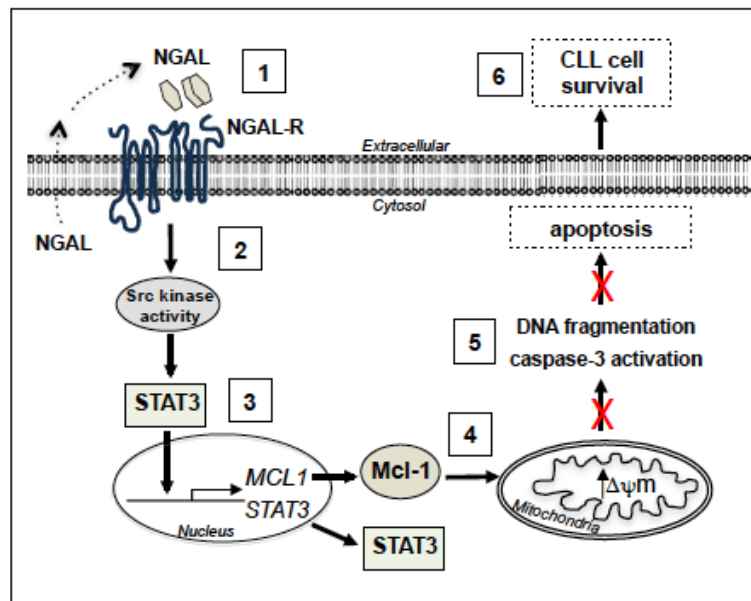 NGAL
1
NGAL-R
Extracellular
Cytosol
NGAL
2
Src kinase
activity
STAT3
3
MCL1
STAT3
Nucleus
Mcl-1
STAT3
4
Δψm
Mitochondria
5
DNA fragmentation
caspase-3 activation
X
X
apoptosis
6
CLL cell
survival